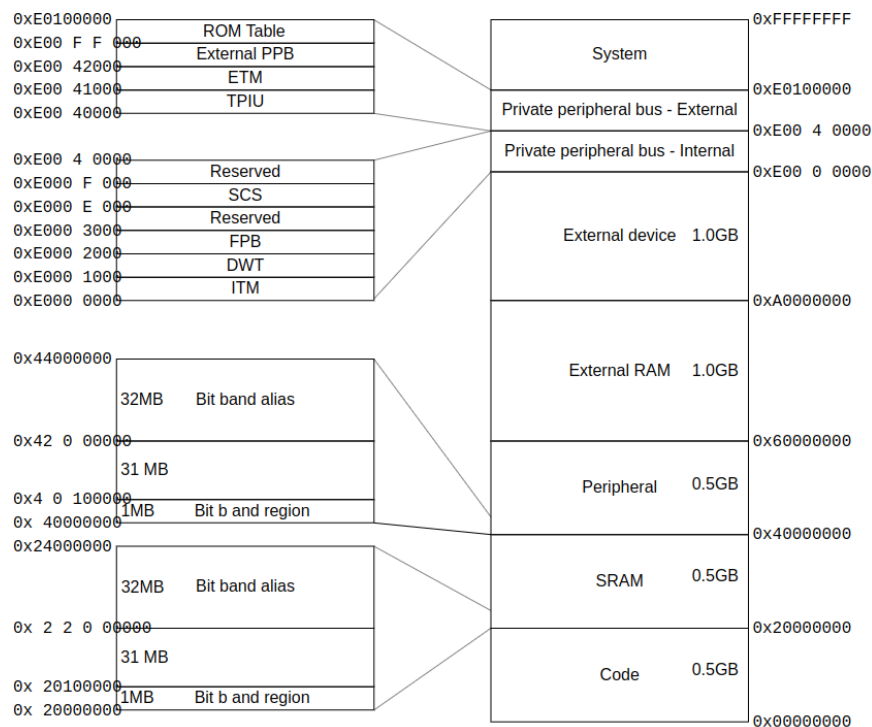 0xE0100000
ROM Table
0xE00 F F 000
External PPB
0xE00 42000
ETM
0xE00 41000
TPIU
0xE00 40000
0xE00 4 0000
Reserved
0xE000 F 000
SCS
0xE000 E 000
Reserved
0xE000 3000
FPB
0xE000 2000
DWT
0xE000 1000
ITM
0xE000 0000
0x44000000
32MB Bit band alias
0x42 0 00000
31 MB
0x4 0 100000
1MB Bit b and region
0x 40000000
0x24000000
32MB Bit band alias
0x 2 2 0 00000
31 MB
0x 20100000
1MB Bit b and region
0x 20000000
0xFFFFFFFF
System
0xE0100000
Private peripheral bus - External
0xE00 4 0000
Private peripheral bus - Internal
0xE00 0 0000
External device 1.0GB
0xA0000000
External RAM 1.0GB
0x60000000
Peripheral 0.5GB
0x40000000
SRAM 0.5GB
0x20000000
Code 0.5GB
0x00000000